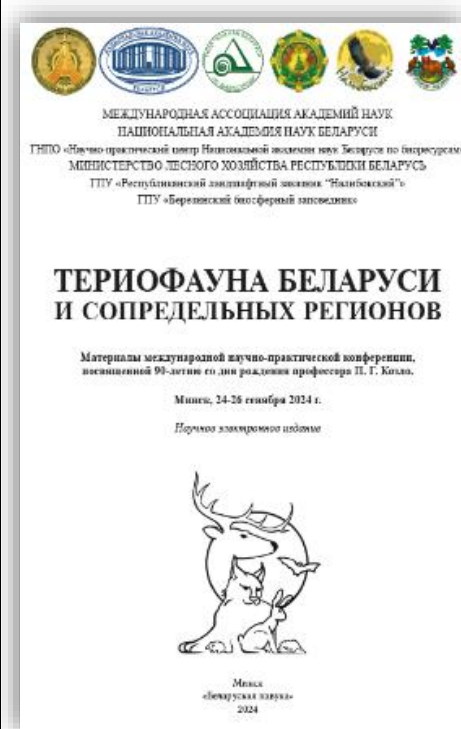 МЕЖДУНАРОДНАЯ АССОЦИАЦИЯ АКАДЕМИЙ НАУК
НАЦИОНАЛЬНАЯ АКАДЕМИЯ НАУК БЕЛАРУСИ
ГНПО «Научно-практический центр Национальной академии наук Беларуси по биоресурсам»
МИНИСТЕРСТВО ЛЕСНОГО ХОЗЯЙСТВА РЕСПУБЛИКИ БЕЛАРУСЬ
ГПУ «Республиканский ландшафтный заказник "Налибокский"»
ГПУ «Березинский биосферный заповедник»
ТЕРИОФАУНА БЕЛАРУСИ
И СОПРЕДЕЛЬНЫХ РЕГИОНОВ
Материалы международной научно-практической конференции,
посвященной 90-летию со дня рождения профессора П. Г. Козло.
Минск, 24-26 сентября 2024 г.
Научное электронное издание
Минск
«Беларуская навука»
2024